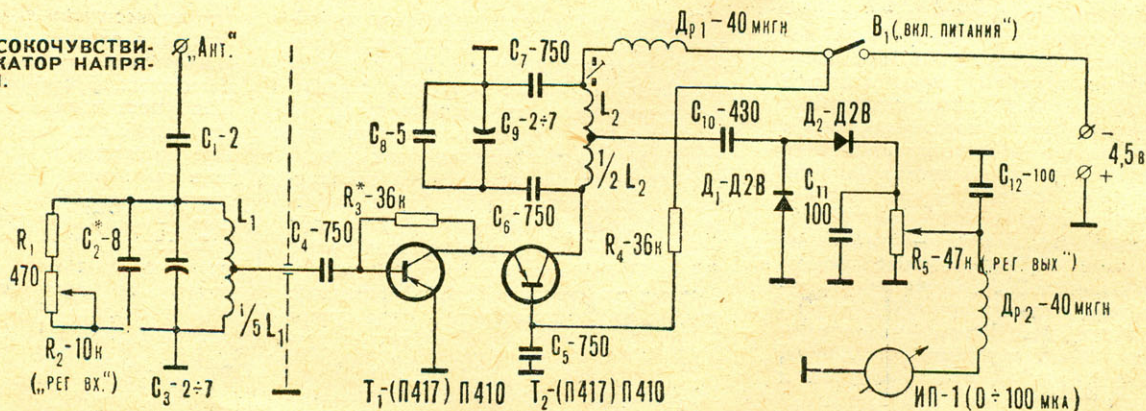 СОКОЧУВСТВИ-
КАТОР НАПРЯ-
„Ант.“
C₁-2
R₁
470
R₂-10к
(„РЕГ ВХ.“)
C₂*-8
C₃-2÷7
L₁
1/5 L₁
C₄-750
R₃*-36к
T₁-(П417) П410
C₈-5
C₉-2÷7
C₇-750
C₆-750
L₂
1/2 L₂
C₅-750
T₂-(П417) П410
Др1-40 мкгн
B₁(„ВКЛ. ПИТАНИЯ“)
R₄-36к
C₁₀-430
Д₂-Д2В
Д₁-Д2В
C₁₁
100
C₁₂-100
R₅-47к („РЕГ. ВЫХ“)
Др2-40мкгн
ИП-1 (0÷100 мка)
−
4,5в
+